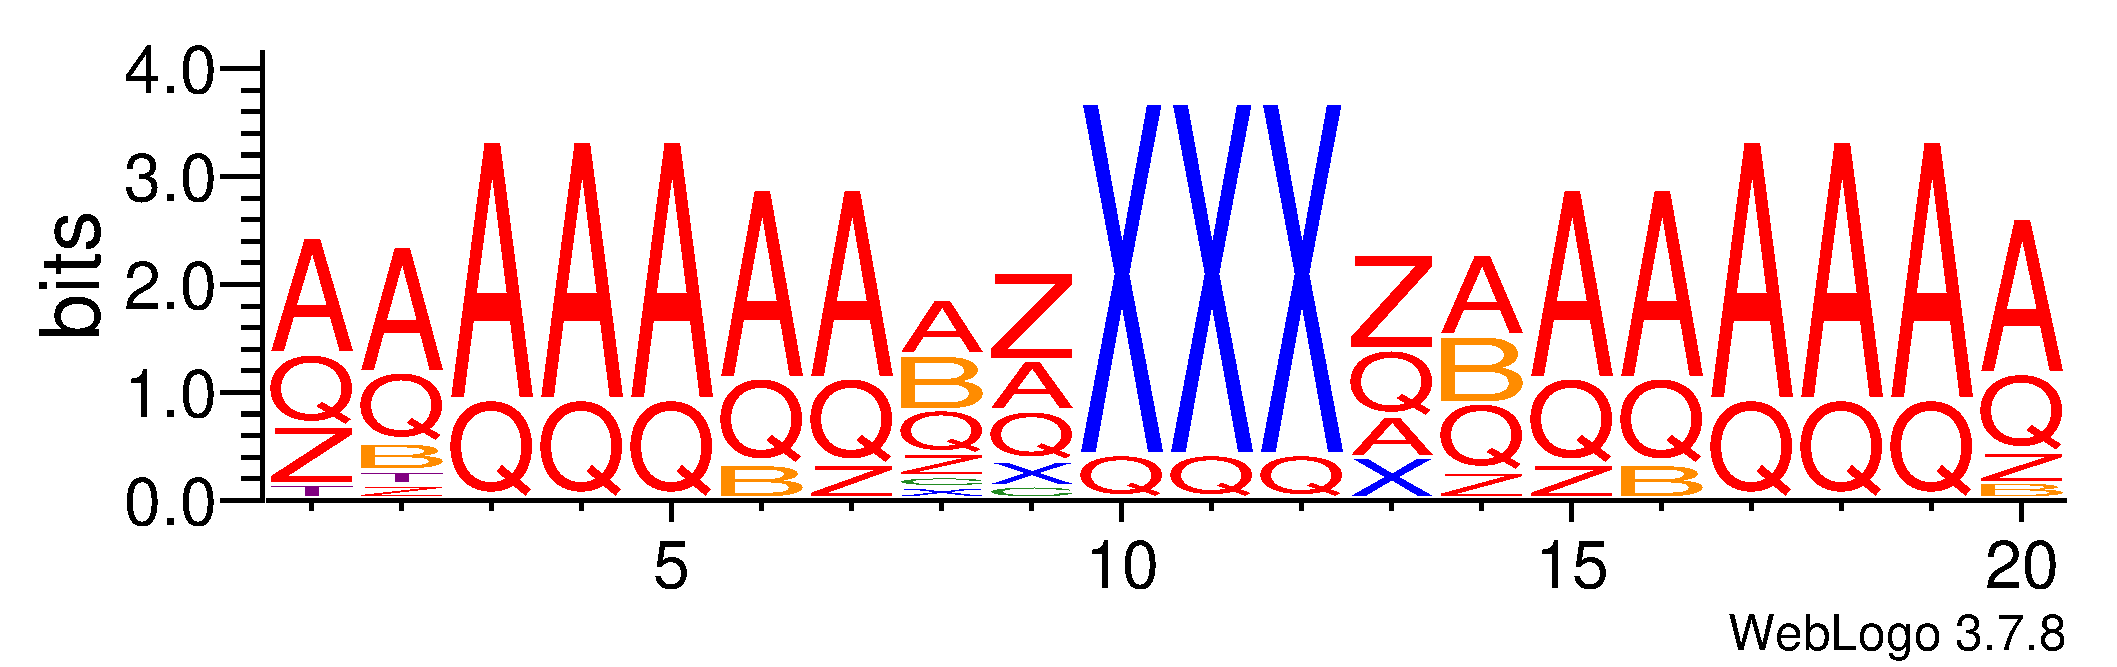 4.0
3.0
2.0
1.0
0.0
bits
A A A A A A A A Z X X X Z A A A A A A A
Q Q Q Q Q Q Q B A Q Q Q Q B Q Q Q Q Q Q
Z B B Z Q Q A Q Z B Z
T T Z X X Z B
Z S S
X
5 10 15 20
WebLogo 3.7.8